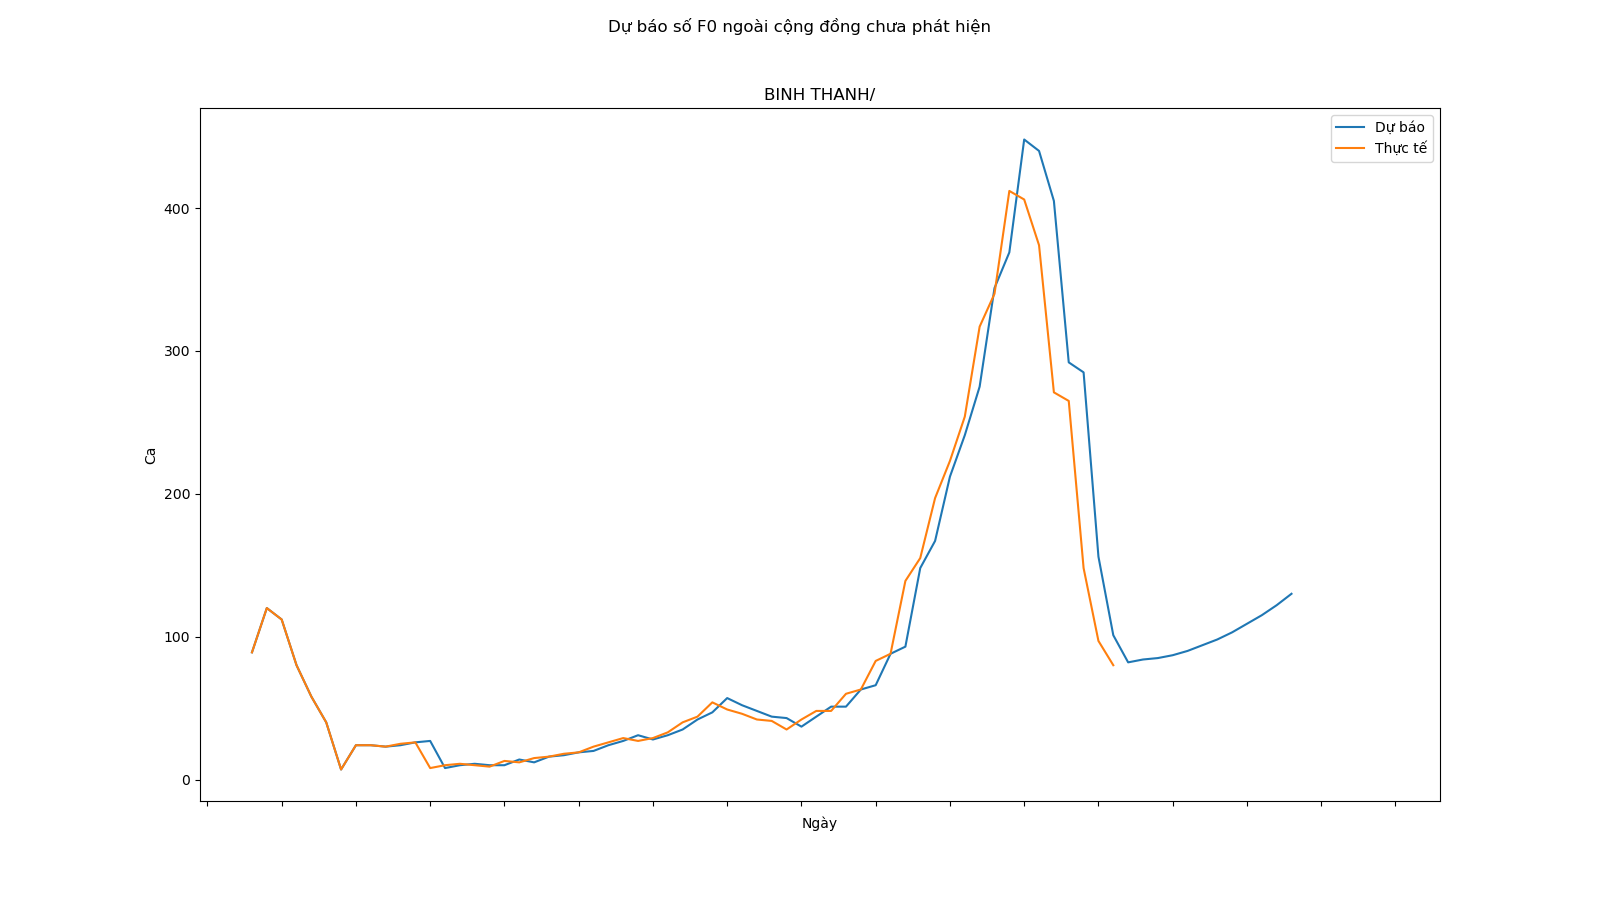 Dự báo số F0 ngoài cộng đồng chưa phát hiện
BINH THANH/
Dự báo
Thực tế
400
300
200
100
0
Ca
Ngày